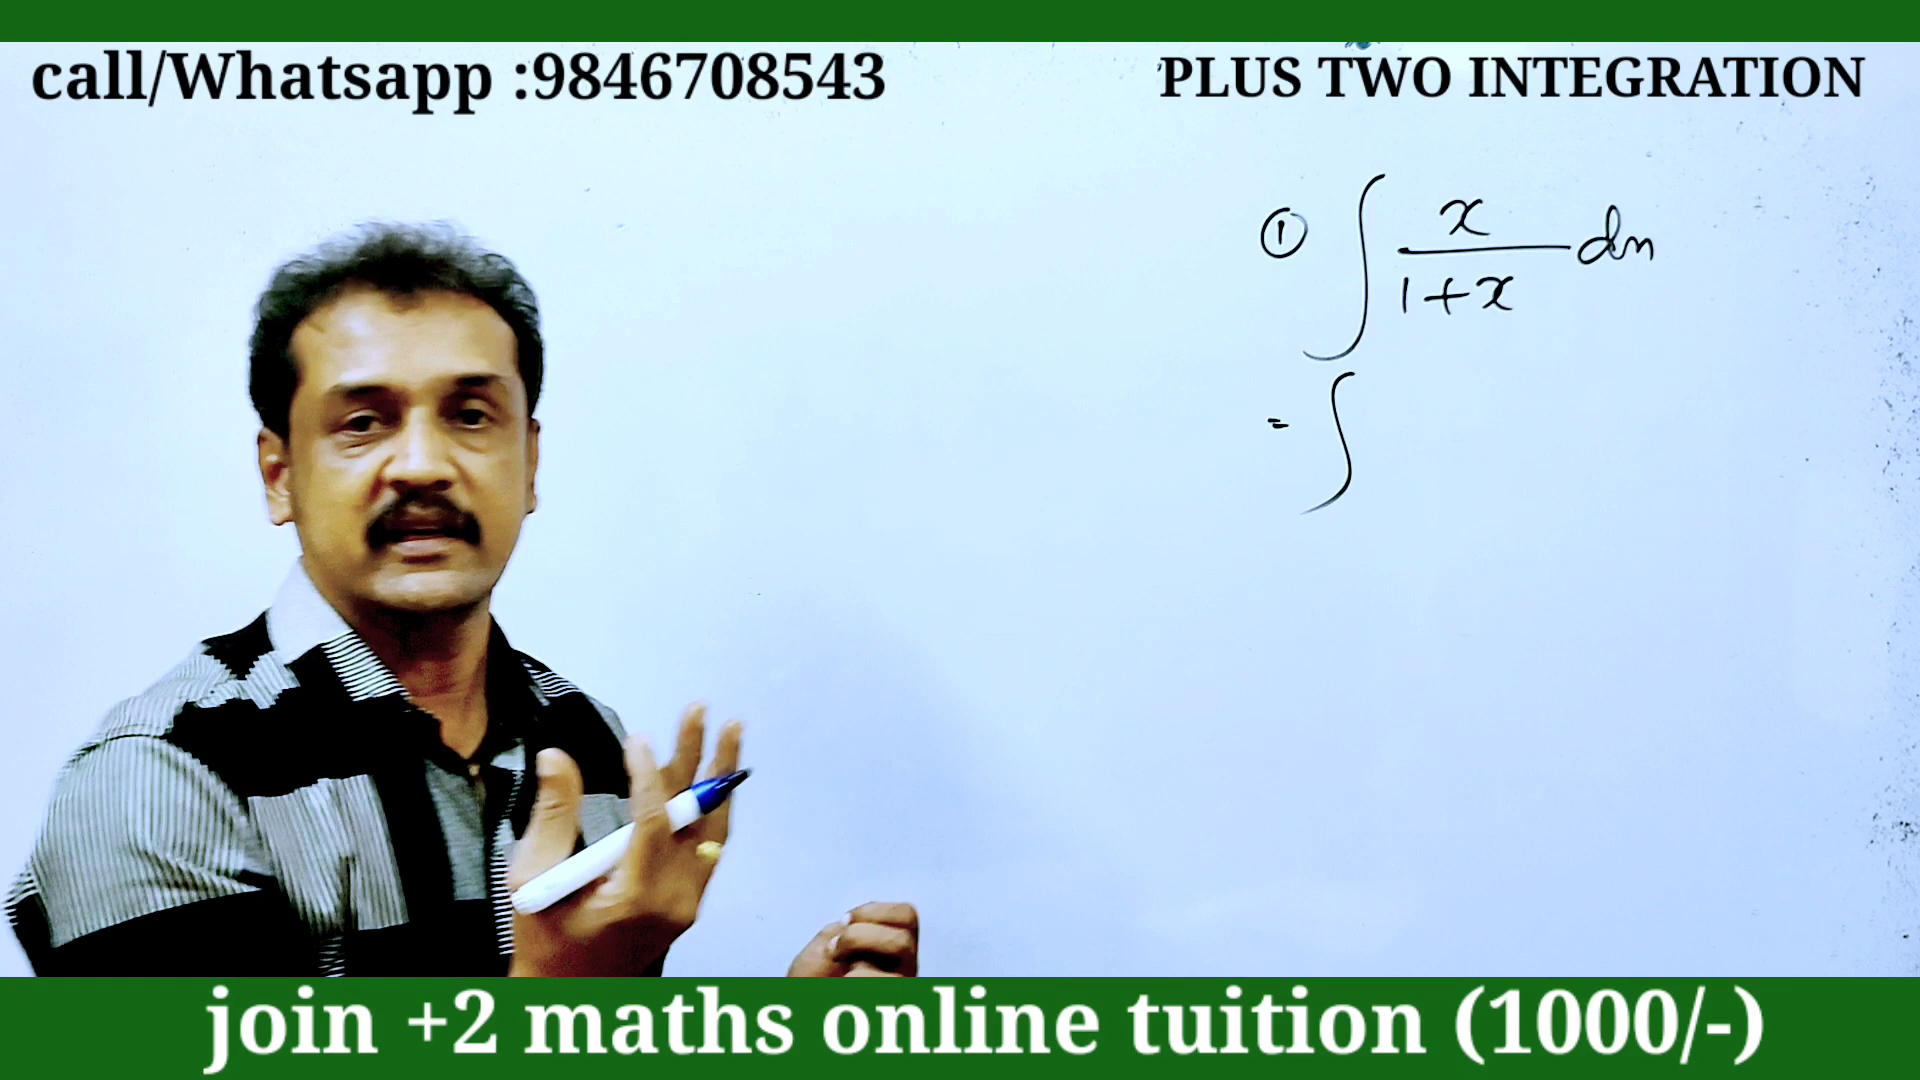 call/Whatsapp :9846708543
PLUS TWO INTEGRATION
① ∫ x/(1+x) dx
= ∫
join +2 maths online tuition (1000/-)